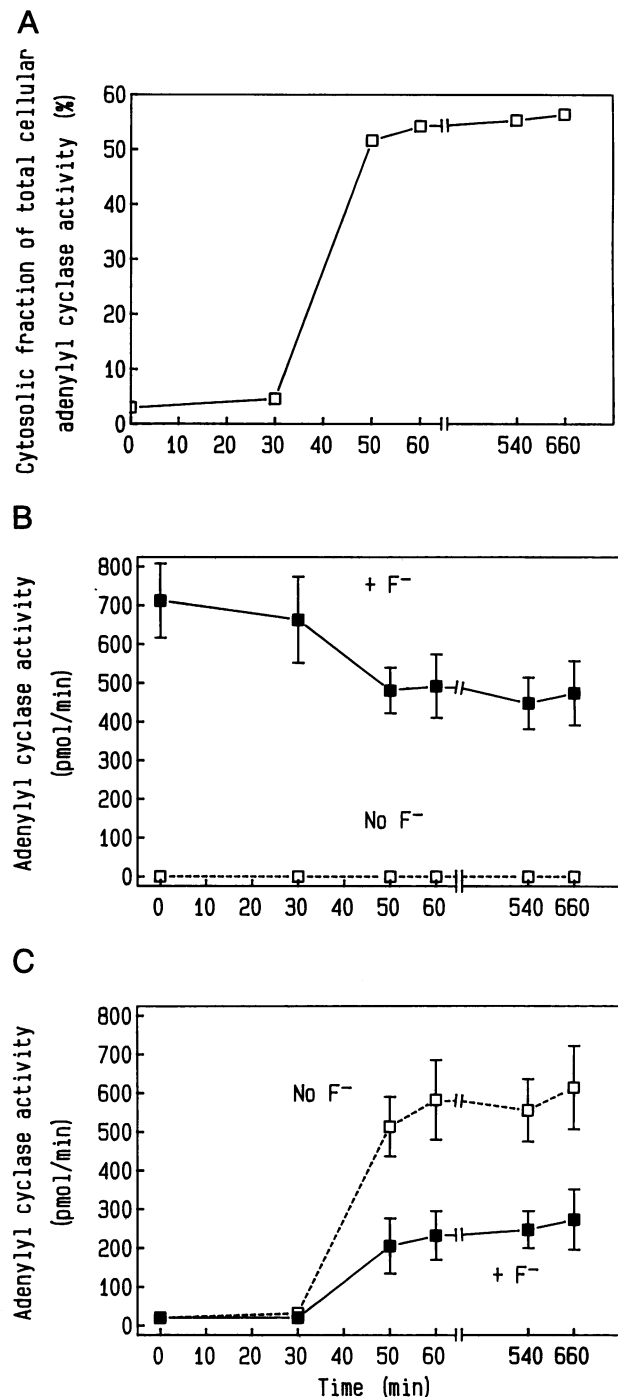 A
Cytosolic fraction of total cellular
adenylyl cyclase activity (%)
60
50
40
30
20
10
0
0 10 20 30 40 50 60 540 660
B
Adenylyl cyclase activity
(pmol/min)
800
700
600
500
400
300
200
100
0
+ F⁻
No F⁻
0 10 20 30 40 50 60 540 660
C
Adenylyl cyclase activity
(pmol/min)
800
700
600
500
400
300
200
100
0
No F⁻
+ F⁻
0 10 20 30 40 50 60 540 660
Time (min)